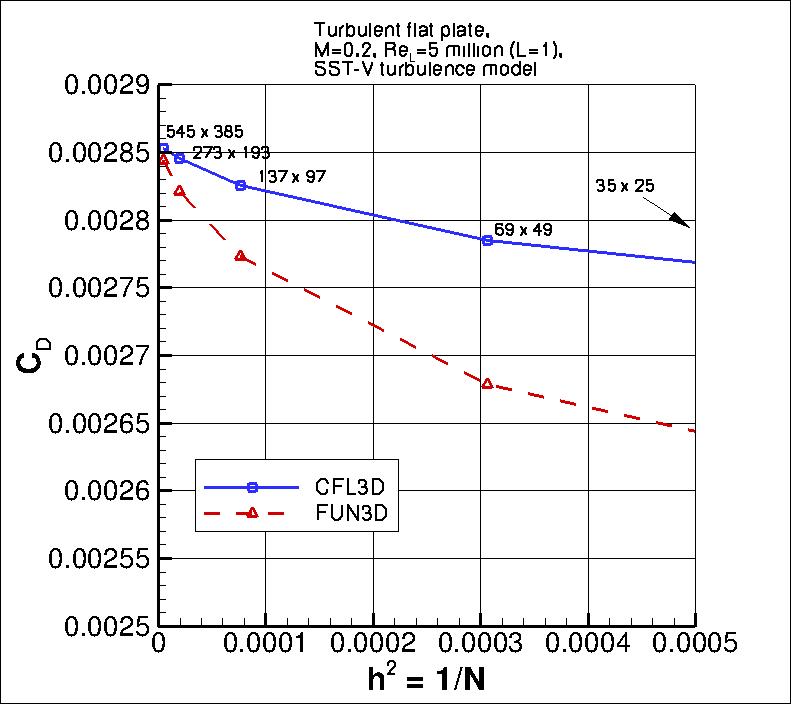 Turbulent flat plate,
M=0.2, Re_L=5 million (L=1),
SST-V turbulence model
0.0029
545 x 385
0.00285
273 x 193
137 x 97
35 x 25
0.0028
69 x 49
0.00275
C_D
0.0027
0.00265
0.0026
CFL3D
FUN3D
0.00255
0.0025
0 0.0001 0.0002 0.0003 0.0004 0.0005
h² = 1/N